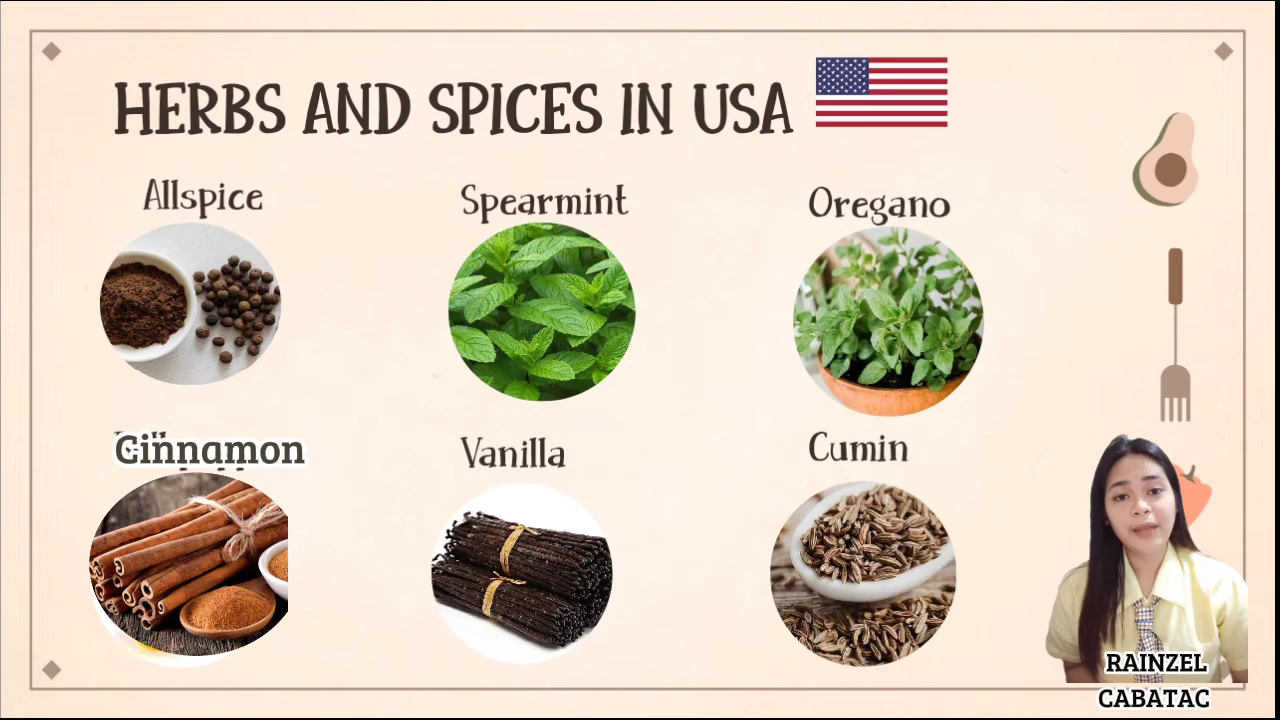 HERBS AND SPICES IN USA
Allspice
Spearmint
Oregano
Cinnamon
Vanilla
Cumin
RAINZEL
CABATAC